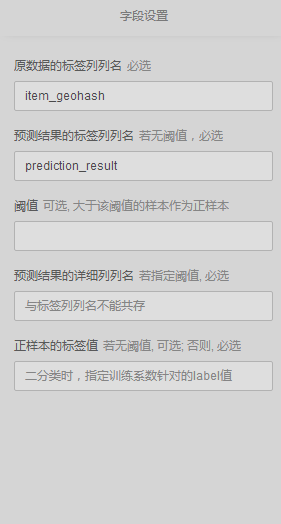 字段设置
原数据的标签列列名 必选
item_geohash
预测结果的标签列列名 若无阈值，必选
prediction_result
阈值 可选, 大于该阈值的样本作为正样本
预测结果的详细列列名 若指定阈值, 必选
与标签列列名不能共存
正样本的标签值 若无阈值, 可选; 否则, 必选
二分类时，指定训练系数针对的label值